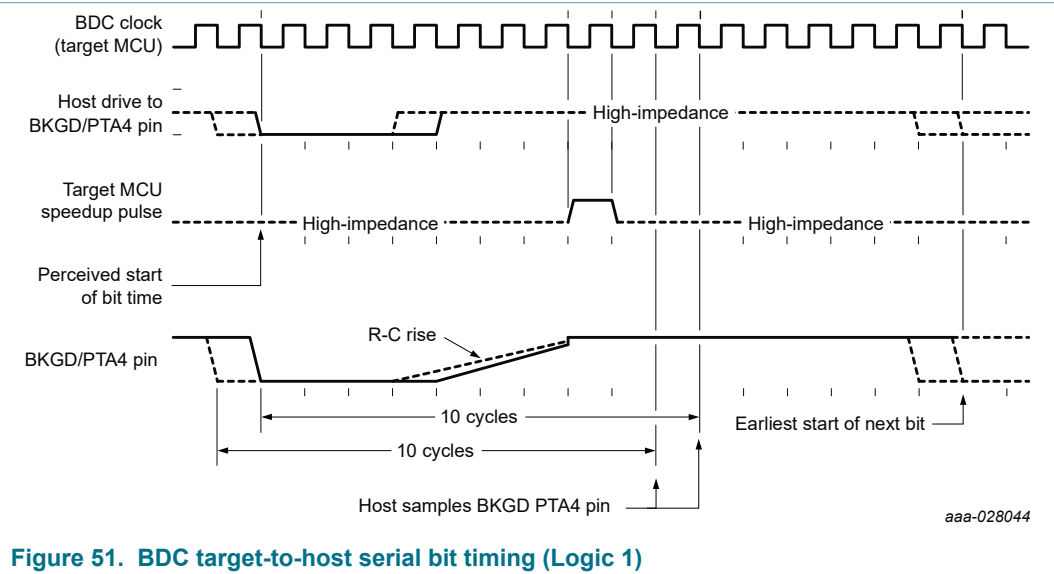 BDC clock
(target MCU)
Host drive to
BKGD/PTA4 pin
High-impedance
Target MCU
speedup pulse
High-impedance
High-impedance
Perceived start
of bit time
R-C rise
BKGD/PTA4 pin
10 cycles
Earliest start of next bit
10 cycles
Host samples BKGD PTA4 pin
aaa-028044
Figure 51. BDC target-to-host serial bit timing (Logic 1)